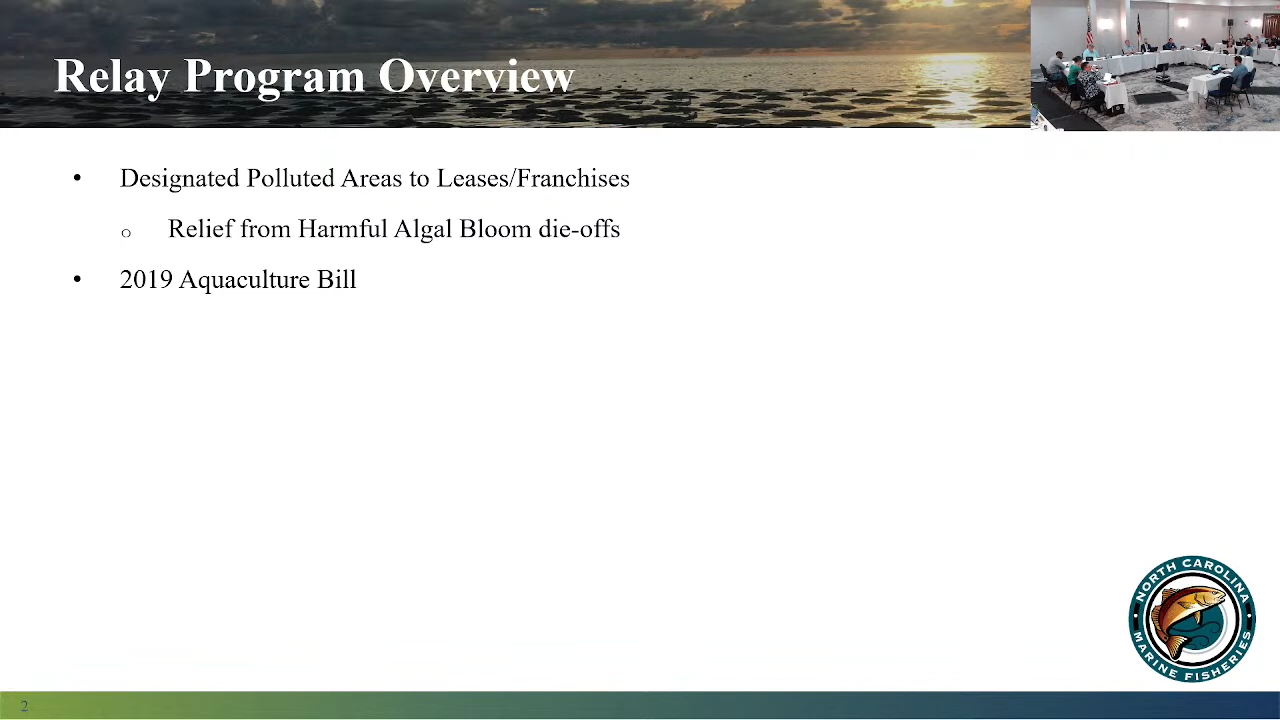 Relay Program Overview
• Designated Polluted Areas to Leases/Franchises
o Relief from Harmful Algal Bloom die-offs
• 2019 Aquaculture Bill
NORTH CAROLINA
MARINE FISHERIES
2